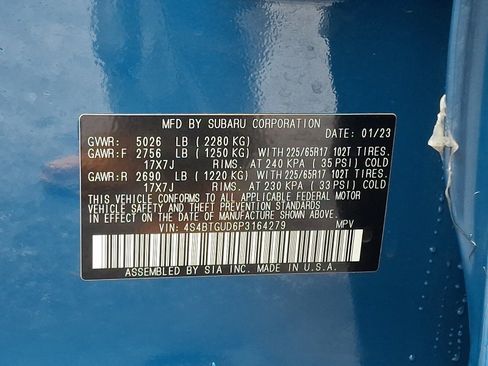 MFD BY SUBARU CORPORATION
DATE: 01/23
GVWR: 5026 LB (2280 KG)
GAWR:F 2756 LB (1250 KG) WITH 225/65R17 102T TIRES.
17X7J RIMS. AT 240 KPA (35 PSI) COLD
GAWR:R 2690 LB (1220 KG) WITH 225/65R17 102T TIRES.
17X7J RIMS. AT 230 KPA (33 PSI) COLD
THIS VEHICLE CONFORMS TO ALL APPLICABLE FEDERAL MOTOR
VEHICLE SAFETY AND THEFT PREVENTION STANDARDS
IN EFFECT ON THE DATE OF MANUFACTURE SHOWN ABOVE.
VIN: 4S4BTGUD6P3164279 MPV
ASSEMBLED BY SIA INC. MADE IN U.S.A.